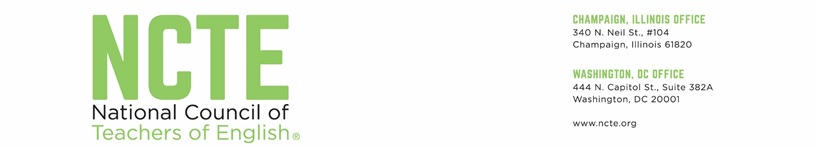 NCTE
National Council of
Teachers of English®
CHAMPAIGN, ILLINOIS OFFICE
340 N. Neil St., #104
Champaign, Illinois 61820
WASHINGTON, DC OFFICE
444 N. Capitol St., Suite 382A
Washington, DC 20001
www.ncte.org